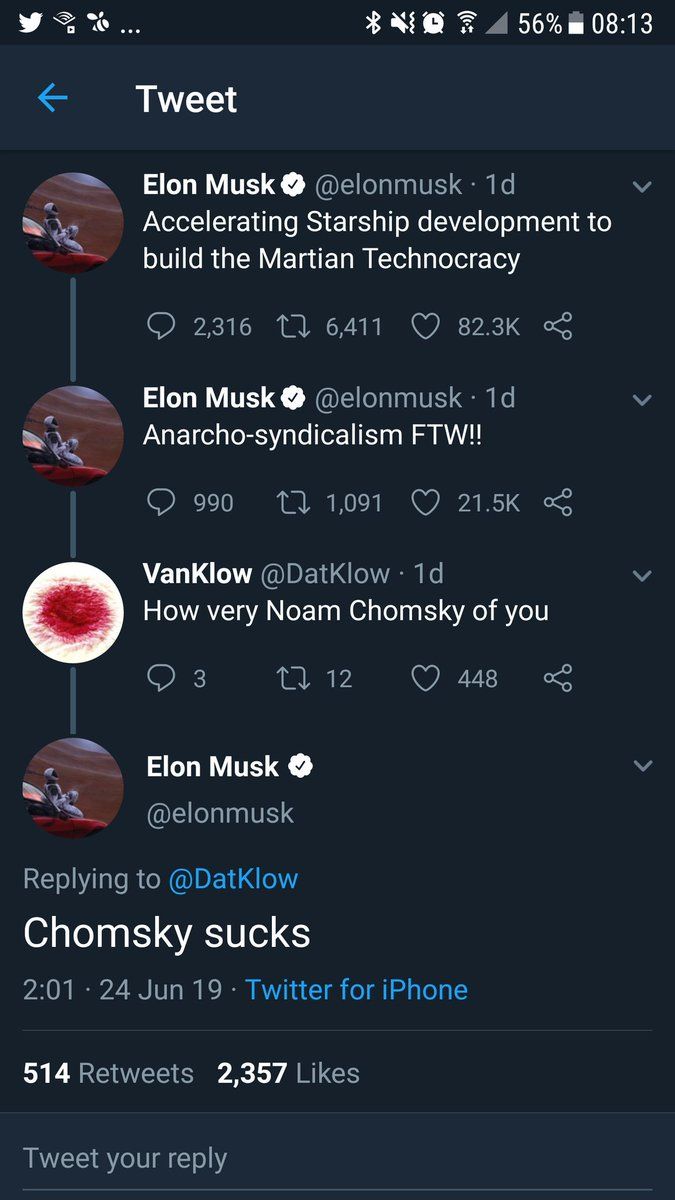 ... 56% 08:13
Tweet
Elon Musk @elonmusk · 1d
Accelerating Starship development to
build the Martian Technocracy
2,316 6,411 82.3K
Elon Musk @elonmusk · 1d
Anarcho-syndicalism FTW!!
990 1,091 21.5K
VanKlow @DatKlow · 1d
How very Noam Chomsky of you
3 12 448
Elon Musk
@elonmusk
Replying to @DatKlow
Chomsky sucks
2:01 · 24 Jun 19 · Twitter for iPhone
514 Retweets 2,357 Likes
Tweet your reply